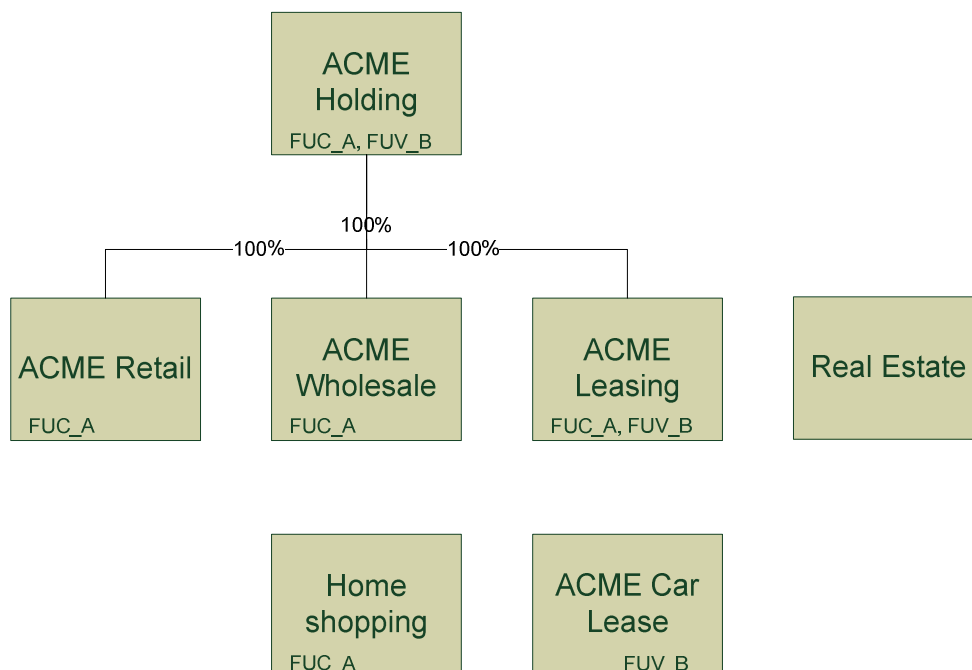 ACME
Holding
FUC_A, FUV_B
100%
100%
100%
ACME Retail
FUC_A
ACME
Wholesale
FUC_A
ACME
Leasing
FUC_A, FUV_B
Real Estate
Home
shopping
FUC_A
ACME Car
Lease
FUV_B